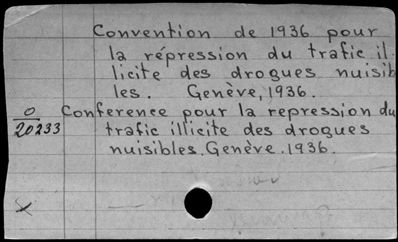 Convention de 1936 pour
la répression du trafic il-
licite des drogues nuisib
les. Genève, 1936.
O
20233
Conference pour la repression du
trafic illicite des drogues
nuisibles. Genève. 1936.
x